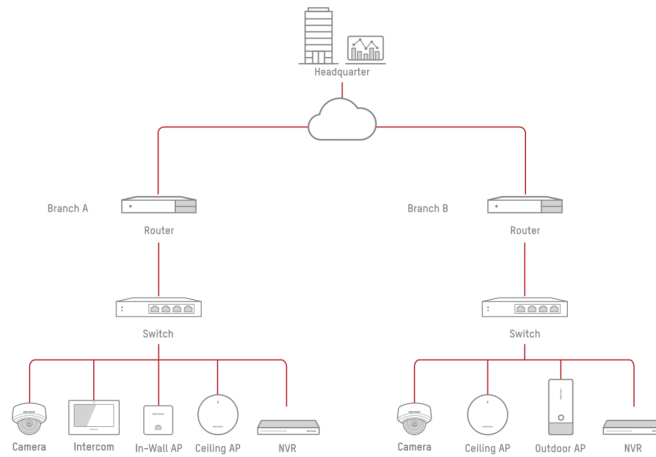 Headquarter
Branch A
Branch B
Router
Router
Switch
Switch
Camera
Intercom
In-Wall AP
Ceiling AP
NVR
Camera
Ceiling AP
Outdoor AP
NVR